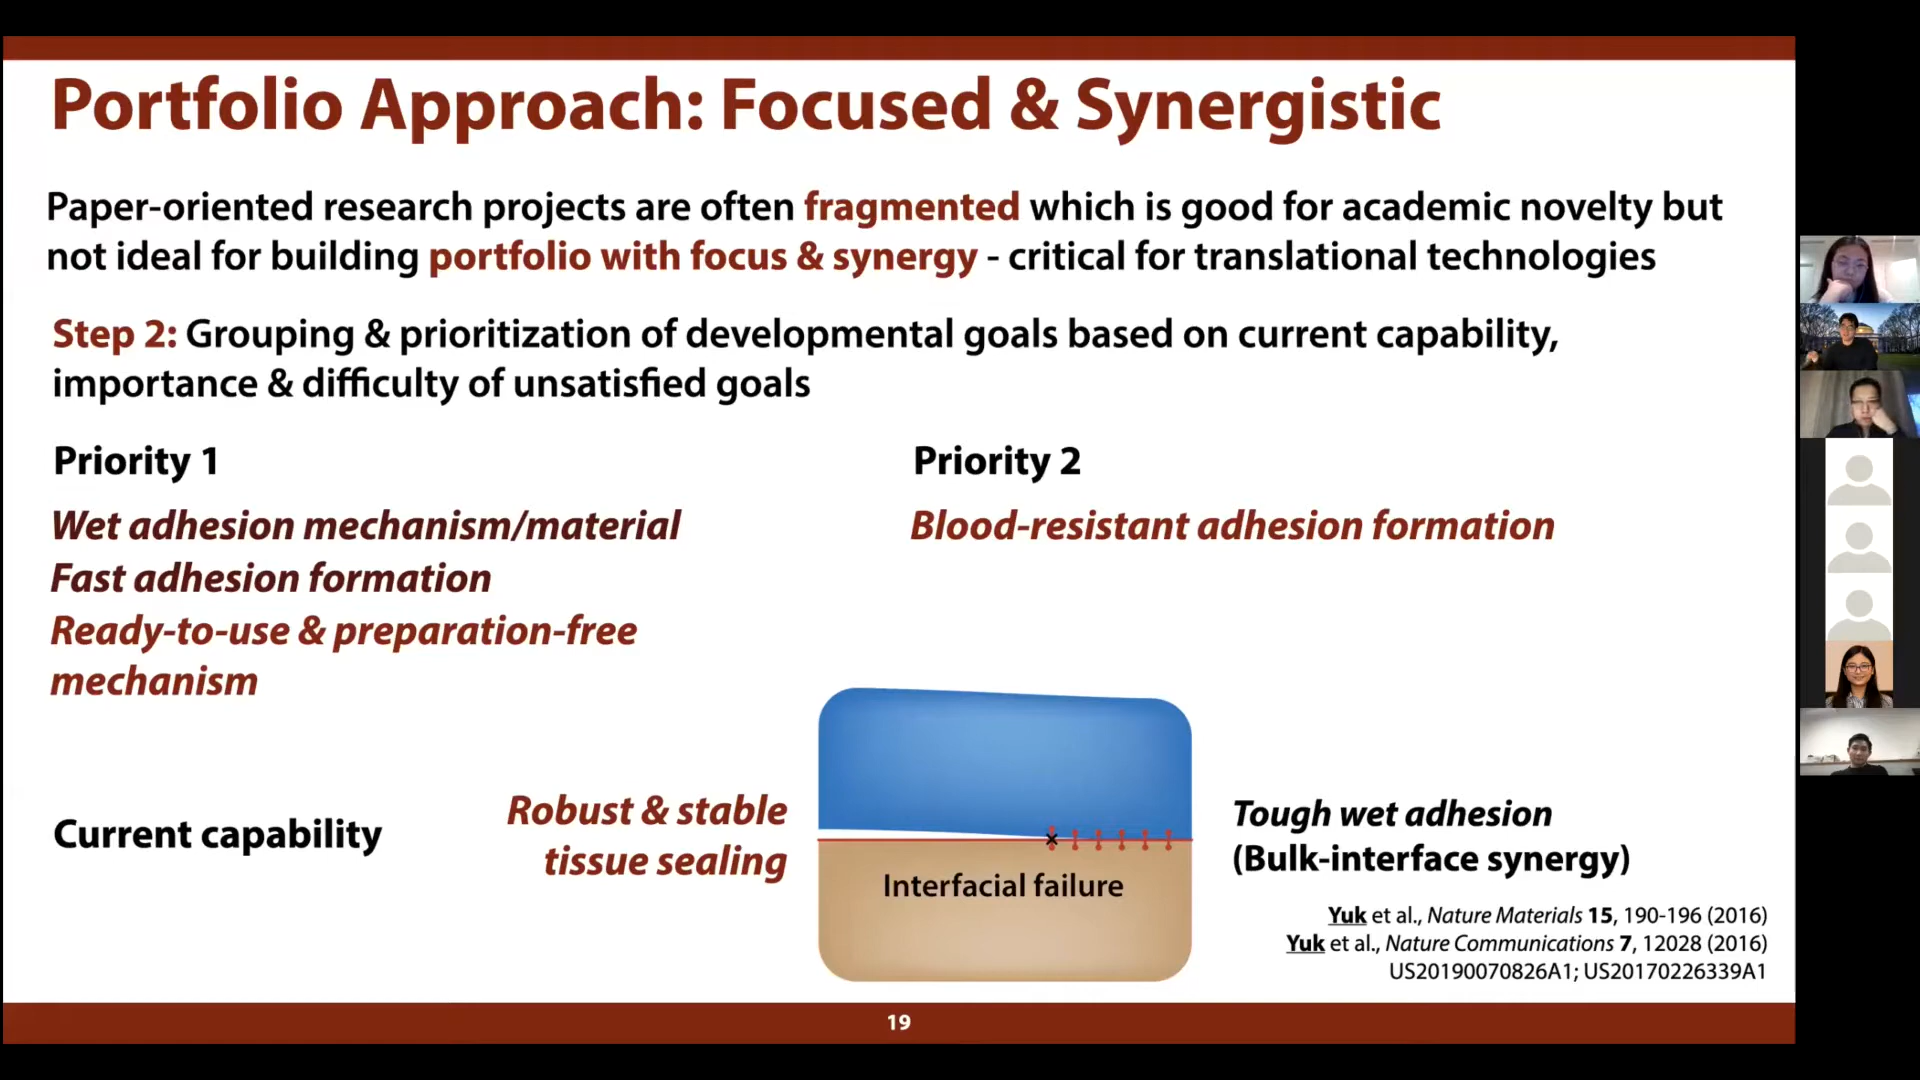 Portfolio Approach: Focused & Synergistic
Paper-oriented research projects are often fragmented which is good for academic novelty but
not ideal for building portfolio with focus & synergy - critical for translational technologies
Step 2: Grouping & prioritization of developmental goals based on current capability,
importance & difficulty of unsatisfied goals
Priority 1
Wet adhesion mechanism/material
Fast adhesion formation
Ready-to-use & preparation-free
mechanism
Priority 2
Blood-resistant adhesion formation
Current capability
Robust & stable
tissue sealing
Interfacial failure
Tough wet adhesion
(Bulk-interface synergy)
Yuk et al., Nature Materials 15, 190-196 (2016)
Yuk et al., Nature Communications 7, 12028 (2016)
US20190070826A1; US20170226339A1
19